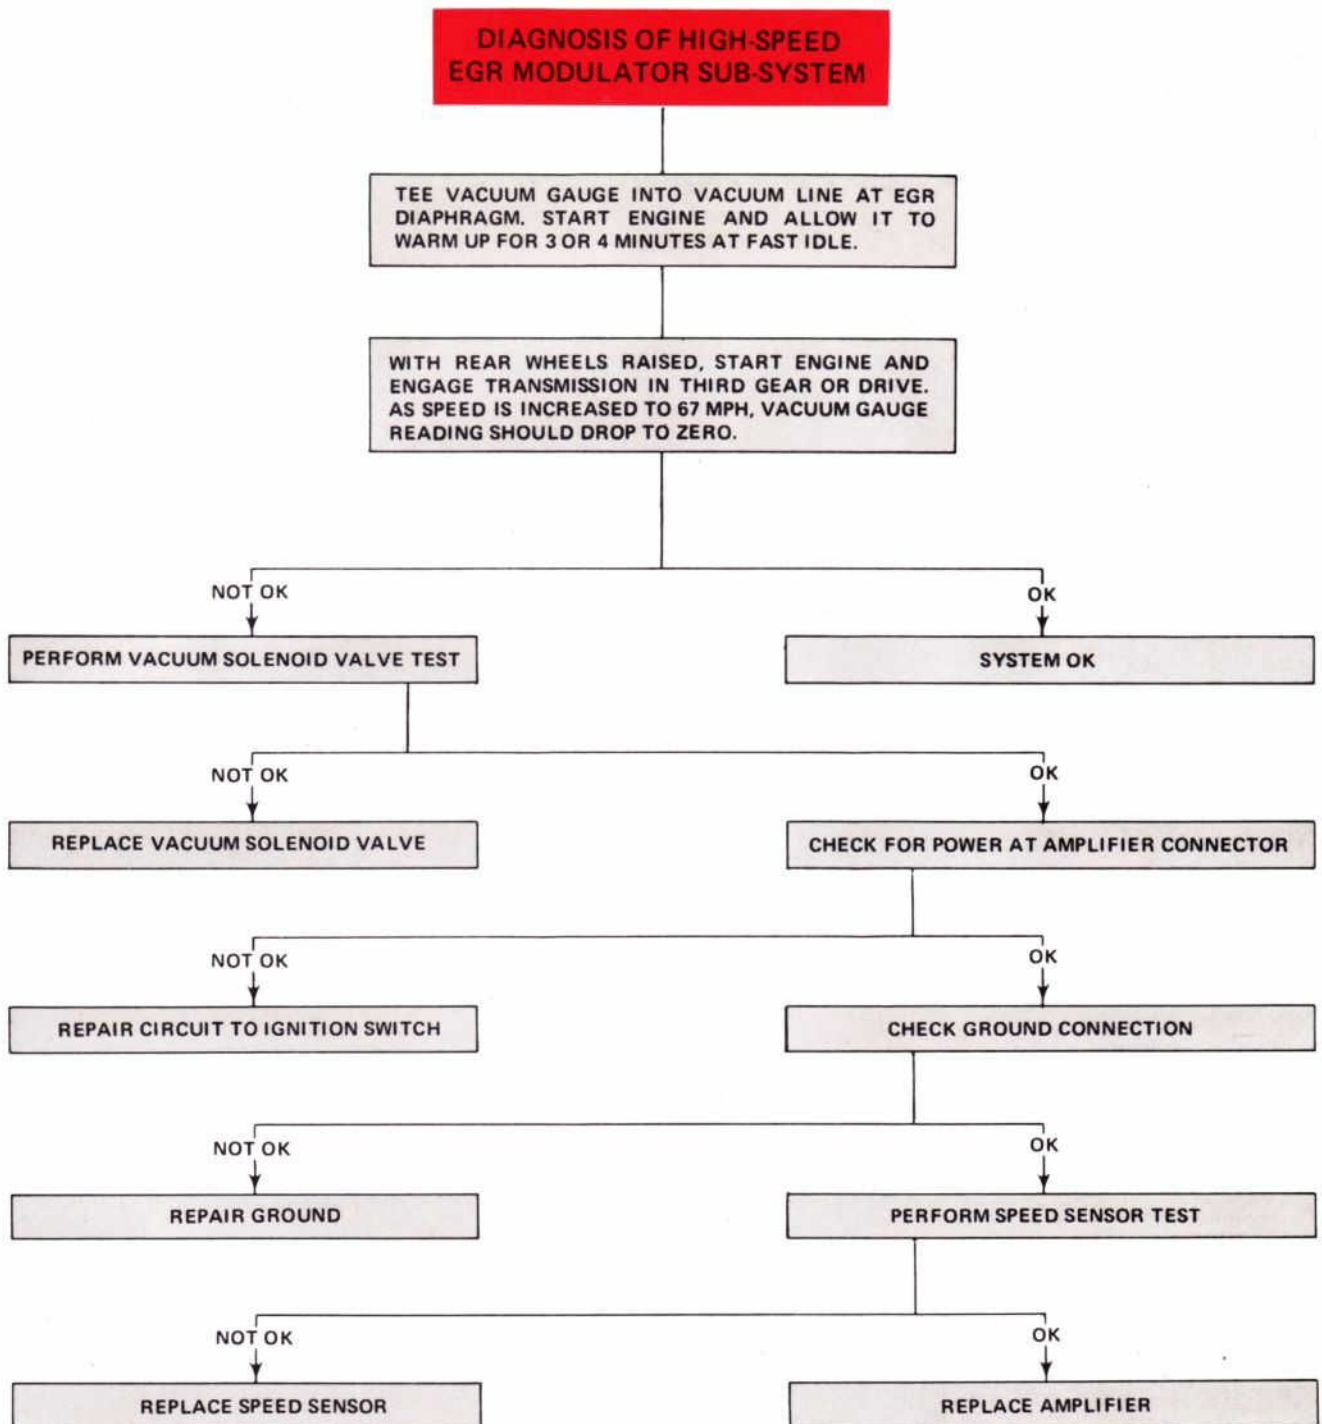 DIAGNOSIS OF HIGH-SPEED
EGR MODULATOR SUB-SYSTEM
TEE VACUUM GAUGE INTO VACUUM LINE AT EGR
DIAPHRAGM. START ENGINE AND ALLOW IT TO
WARM UP FOR 3 OR 4 MINUTES AT FAST IDLE.
WITH REAR WHEELS RAISED, START ENGINE AND
ENGAGE TRANSMISSION IN THIRD GEAR OR DRIVE.
AS SPEED IS INCREASED TO 67 MPH, VACUUM GAUGE
READING SHOULD DROP TO ZERO.
NOT OK
OK
PERFORM VACUUM SOLENOID VALVE TEST
SYSTEM OK
NOT OK
OK
REPLACE VACUUM SOLENOID VALVE
CHECK FOR POWER AT AMPLIFIER CONNECTOR
NOT OK
OK
REPAIR CIRCUIT TO IGNITION SWITCH
CHECK GROUND CONNECTION
NOT OK
OK
REPAIR GROUND
PERFORM SPEED SENSOR TEST
NOT OK
OK
REPLACE SPEED SENSOR
REPLACE AMPLIFIER